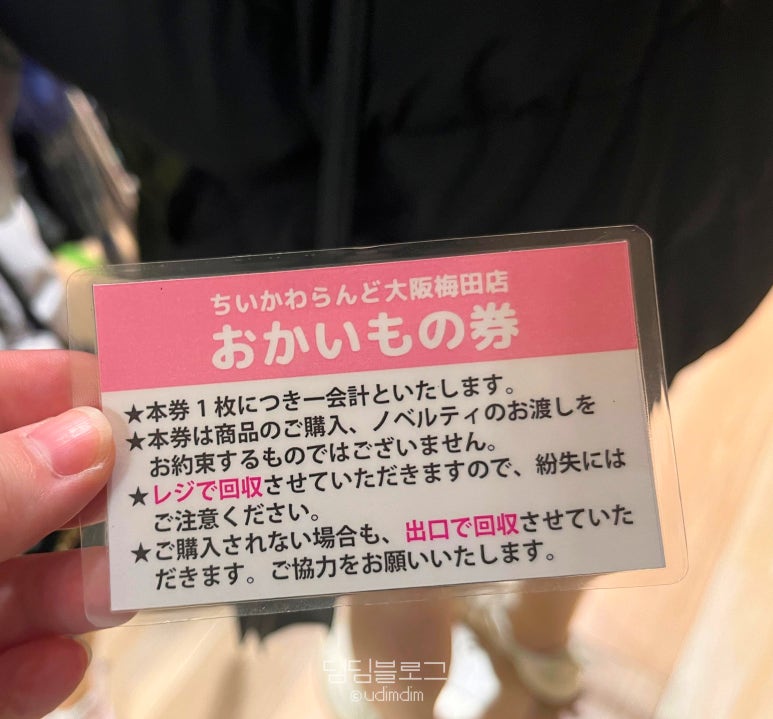 ちいかわらんど大阪梅田店
おかいもの券
★本券1枚につき一会計といたします。
★本券は商品のご購入、ノベルティのお渡しを
お約束するものではございません。
★レジで回収させていただきますので、紛失には
ご注意ください。
★ご購入されない場合も、出口で回収させていた
だきます。ご協力をお願いいたします。
딤딤블로그
©udimdim